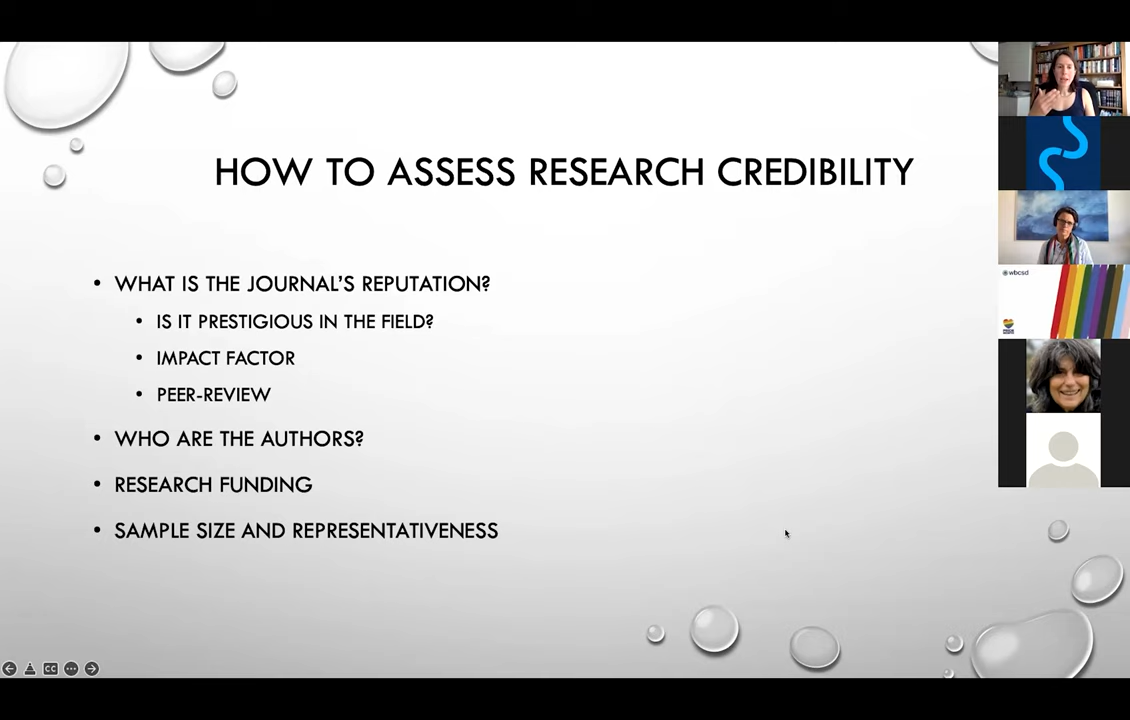 HOW TO ASSESS RESEARCH CREDIBILITY
• WHAT IS THE JOURNAL'S REPUTATION?
• IS IT PRESTIGIOUS IN THE FIELD?
• IMPACT FACTOR
• PEER-REVIEW
• WHO ARE THE AUTHORS?
• RESEARCH FUNDING
• SAMPLE SIZE AND REPRESENTATIVENESS
wbcsd
CC